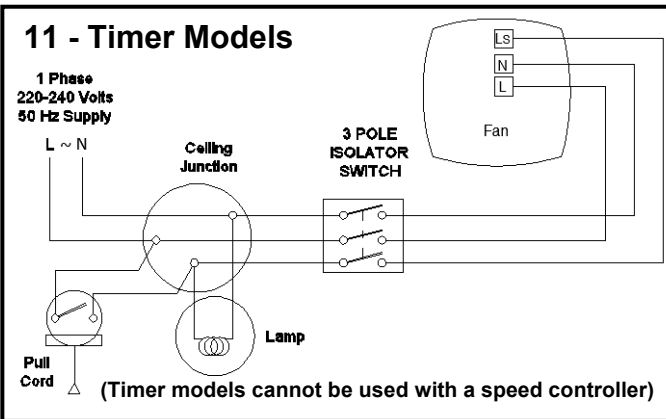 11 - Timer Models
1 Phase
220-240 Volts
50 Hz Supply
L ~ N
Ceiling
Junction
3 POLE
ISOLATOR
SWITCH
Ls
N
L
Fan
Lamp
Pull
Cord
(Timer models cannot be used with a speed controller)